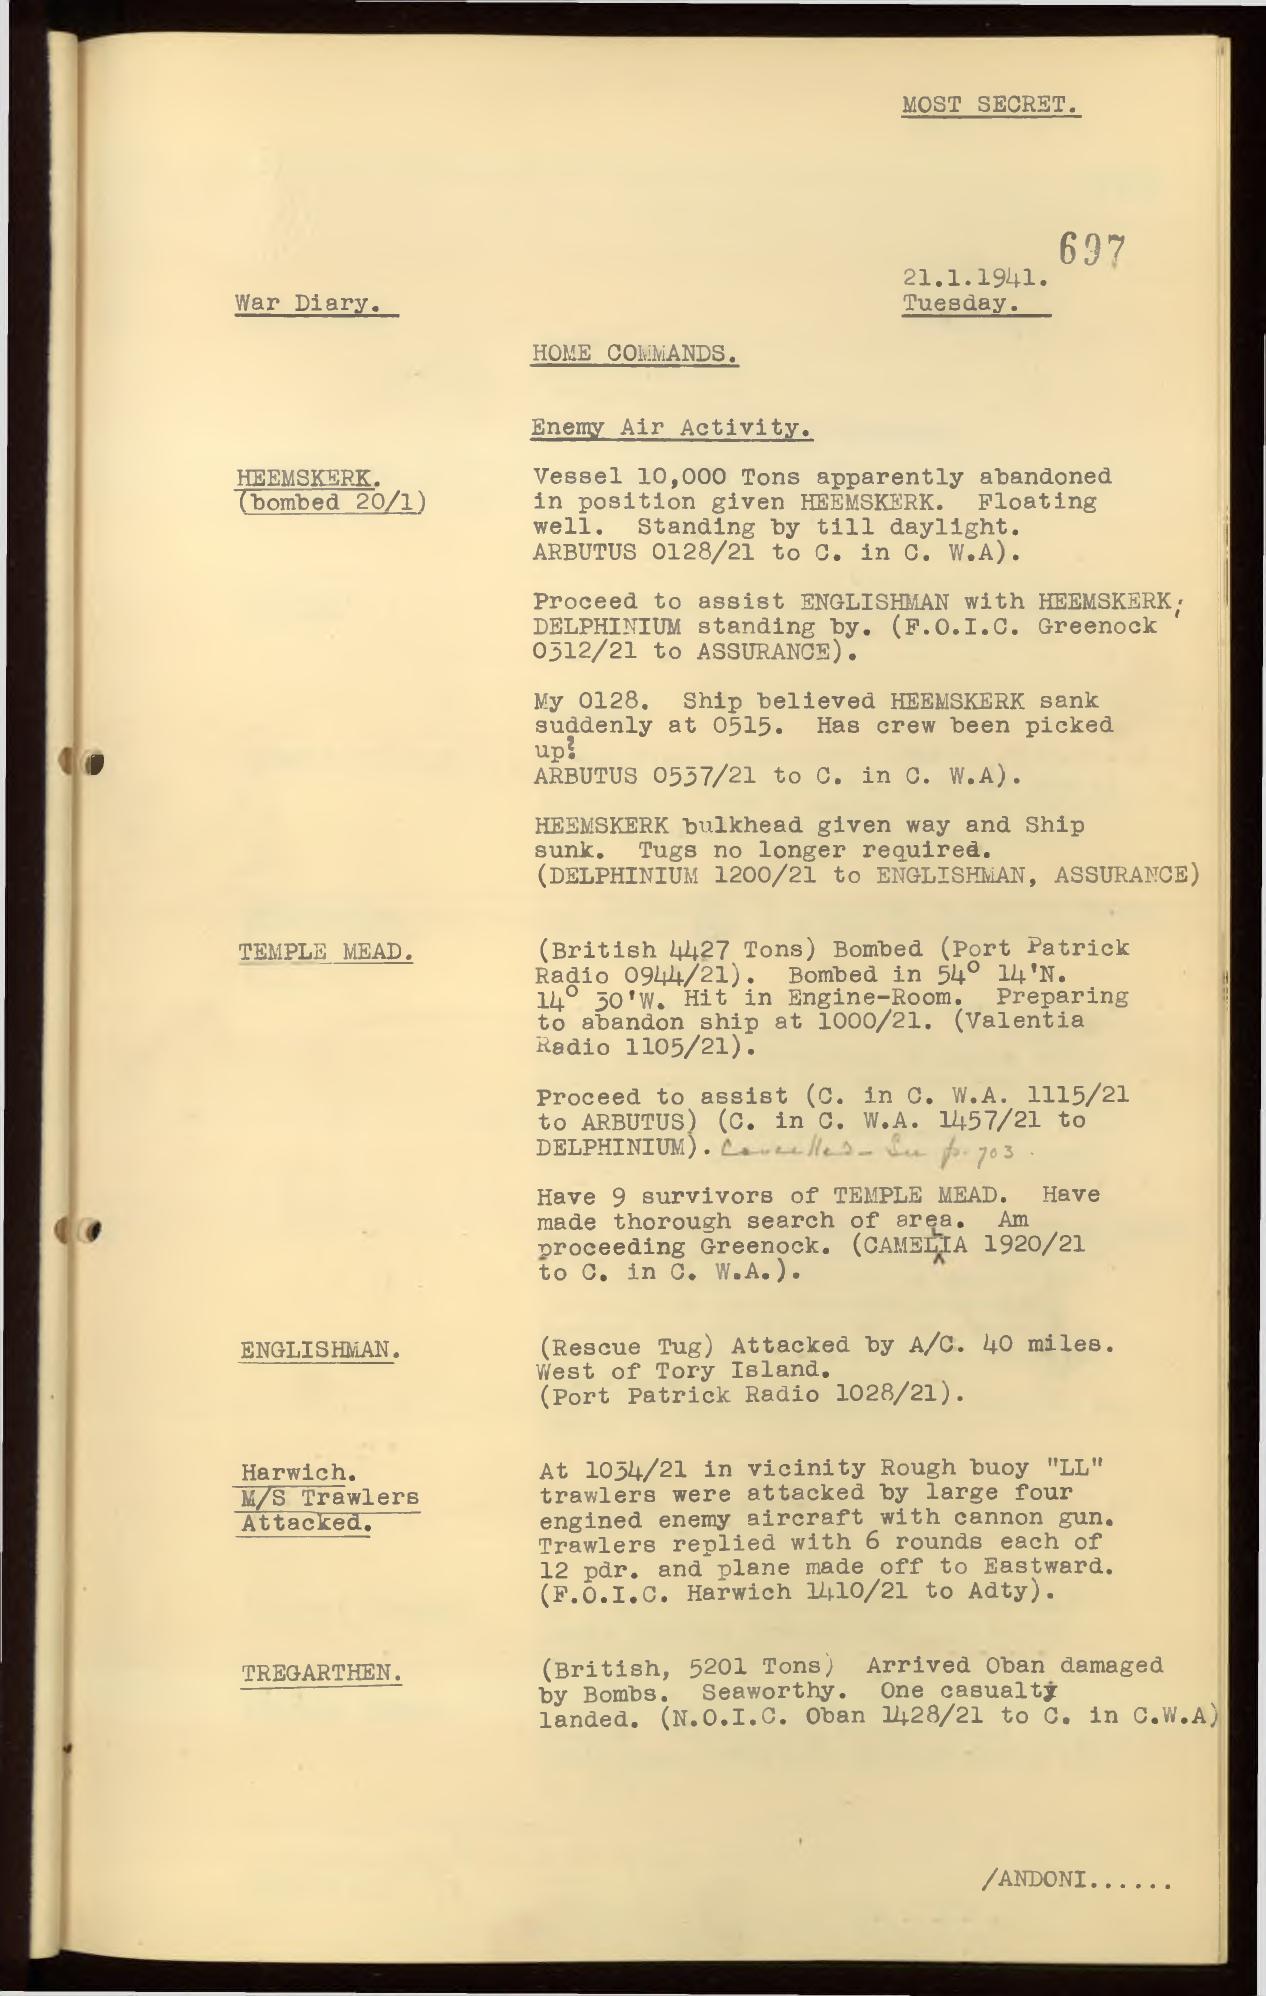 MOST SECRET.
697
21.1.1941.
War Diary.
Tuesday.
HOME COMMANDS.
Enemy Air Activity.
HEEMSKERK.
(bombed 20/1)
Vessel 10,000 Tons apparently abandoned
in position given HEEMSKERK. Floating
well. Standing by till daylight.
ARBUTUS 0128/21 to C. in C. W.A).
Proceed to assist ENGLISHMAN with HEEMSKERK;
DELPHINIUM standing by. (F.O.I.C. Greenock
0312/21 to ASSURANCE).
My 0128. Ship believed HEEMSKERK sank
suddenly at 0515. Has crew been picked
up?
ARBUTUS 0537/21 to C. in C. W.A).
HEEMSKERK bulkhead given way and Ship
sunk. Tugs no longer required.
(DELPHINIUM 1200/21 to ENGLISHMAN, ASSURANCE)
TEMPLE MEAD.
(British 4427 Tons) Bombed (Port Patrick
Radio 0944/21). Bombed in 54° 14'N.
14° 30'W. Hit in Engine-Room. Preparing
to abandon ship at 1000/21. (Valentia
Radio 1105/21).
Proceed to assist (C. in C. W.A. 1115/21
to ARBUTUS) (C. in C. W.A. 1457/21 to
DELPHINIUM). Cancelled - See p. 703.
Have 9 survivors of TEMPLE MEAD. Have
made thorough search of area. Am
proceeding Greenock. (CAMELLIA 1920/21
to C. in C. W.A.).
ENGLISHMAN.
(Rescue Tug) Attacked by A/C. 40 miles.
West of Tory Island.
(Port Patrick Radio 1028/21).
Harwich.
M/S Trawlers
Attacked.
At 1034/21 in vicinity Rough buoy "LL"
trawlers were attacked by large four
engined enemy aircraft with cannon gun.
Trawlers replied with 6 rounds each of
12 pdr. and plane made off to Eastward.
(F.O.I.C. Harwich 1410/21 to Adty).
TREGARTHEN.
(British, 5201 Tons) Arrived Oban damaged
by Bombs. Seaworthy. One casualty
landed. (N.O.I.C. Oban 1428/21 to C. in C.W.A)
/ANDONI......